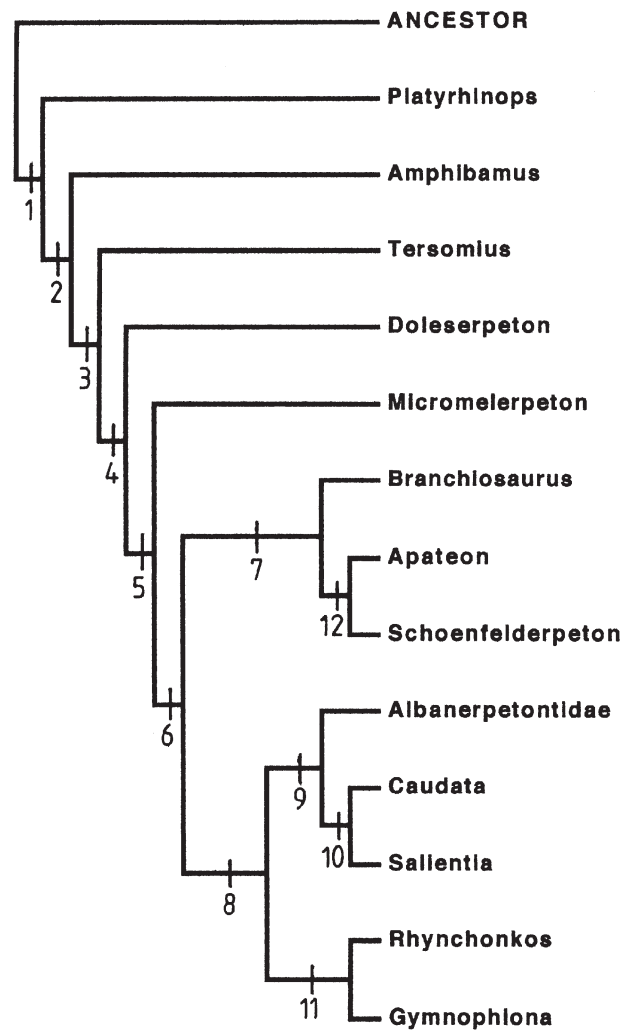 ANCESTOR
Platyrhinops
1
Amphibamus
2
Tersomius
3
Doleserpeton
4
Micromelerpeton
5
Branchiosaurus
7
Apateon
12
Schoenfelderpeton
6
Albanerpetontidae
9
Caudata
10
Salientia
8
Rhynchonkos
11
Gymnophiona